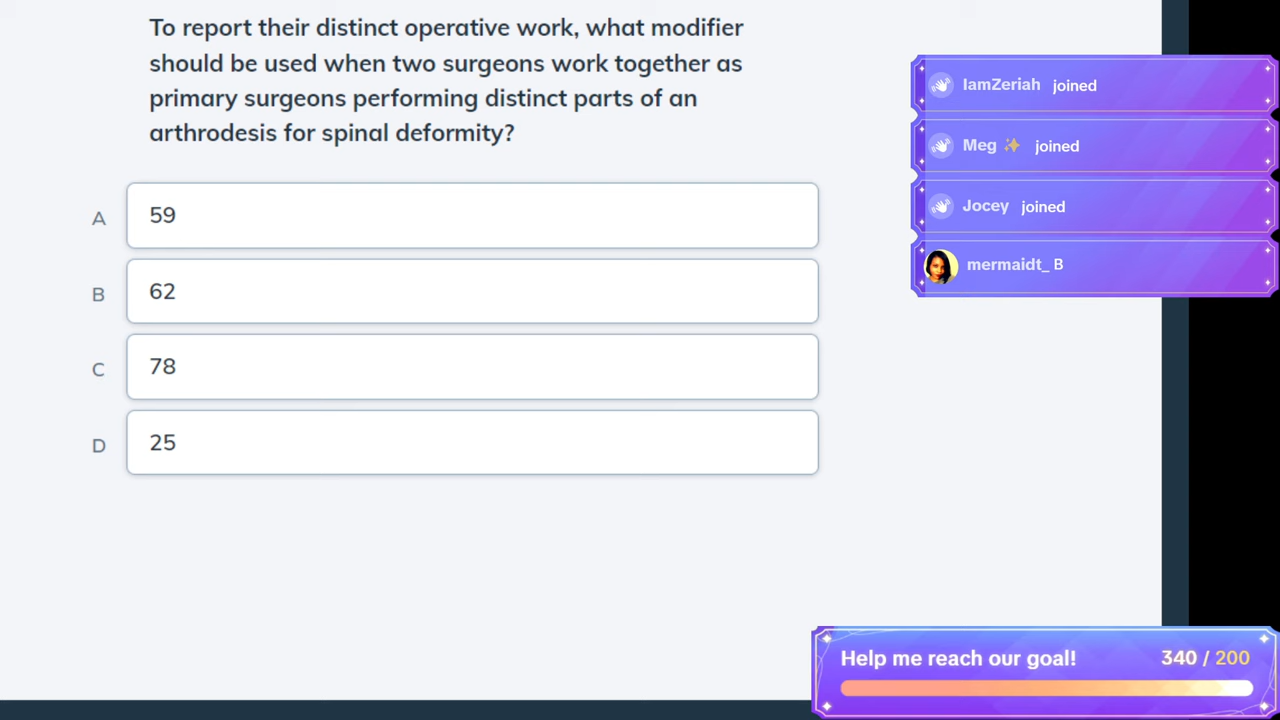 To report their distinct operative work, what modifier
should be used when two surgeons work together as
primary surgeons performing distinct parts of an
arthrodesis for spinal deformity?
A 59
B 62
C 78
D 25
IamZeriah joined
Meg ✨ joined
Jocey joined
mermaidt_ B
Help me reach our goal! 340 / 200